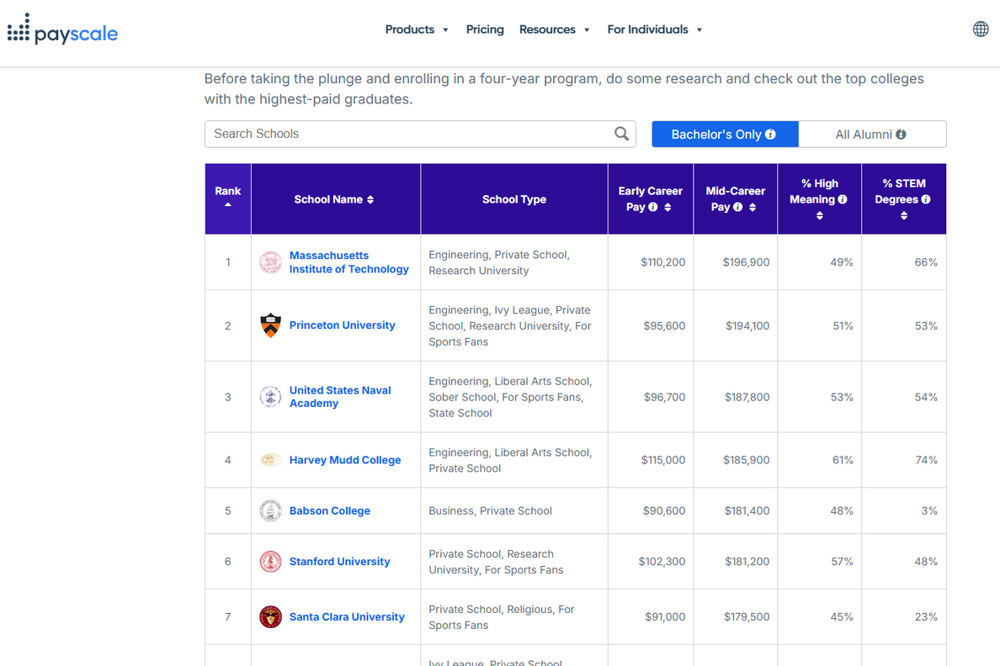 payscale
Products
Pricing
Resources
For Individuals
Before taking the plunge and enrolling in a four-year program, do some research and check out the top colleges
with the highest-paid graduates.
Search Schools
Bachelor's Only
All Alumni
Rank
School Name
School Type
Early Career
Pay
Mid-Career
Pay
% High
Meaning
% STEM
Degrees
1
Massachusetts
Institute of Technology
Engineering, Private School,
Research University
$110,200
$196,900
49%
66%
2
Princeton University
Engineering, Ivy League, Private
School, Research University, For
Sports Fans
$95,600
$194,100
51%
53%
3
United States Naval
Academy
Engineering, Liberal Arts School,
Sober School, For Sports Fans,
State School
$96,700
$187,800
53%
54%
4
Harvey Mudd College
Engineering, Liberal Arts School,
Private School
$115,000
$185,900
61%
74%
5
Babson College
Business, Private School
$90,600
$181,400
48%
3%
6
Stanford University
Private School, Research
University, For Sports Fans
$102,300
$181,200
57%
48%
7
Santa Clara University
Private School, Religious, For
Sports Fans
$91,000
$179,500
45%
23%
Ivy League, Private School,